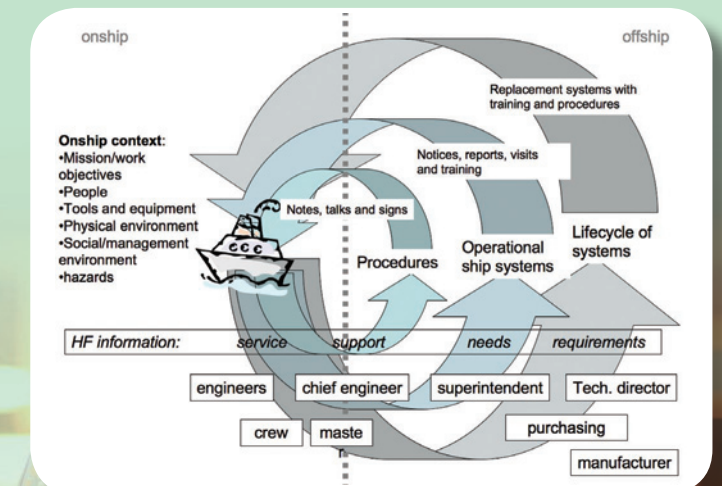 onship
offship
Replacement systems with
training and procedures
Onship context:
•Mission/work
objectives
•People
•Tools and equipment
•Physical environment
•Social/management
environment
•hazards
Notices, reports, visits
and training
Notes, talks and signs
Procedures
Operational
ship systems
Lifecycle of
systems
HF information: service support needs requirements
engineers
chief engineer
superintendent
Tech. director
crew
maste
r
purchasing
manufacturer